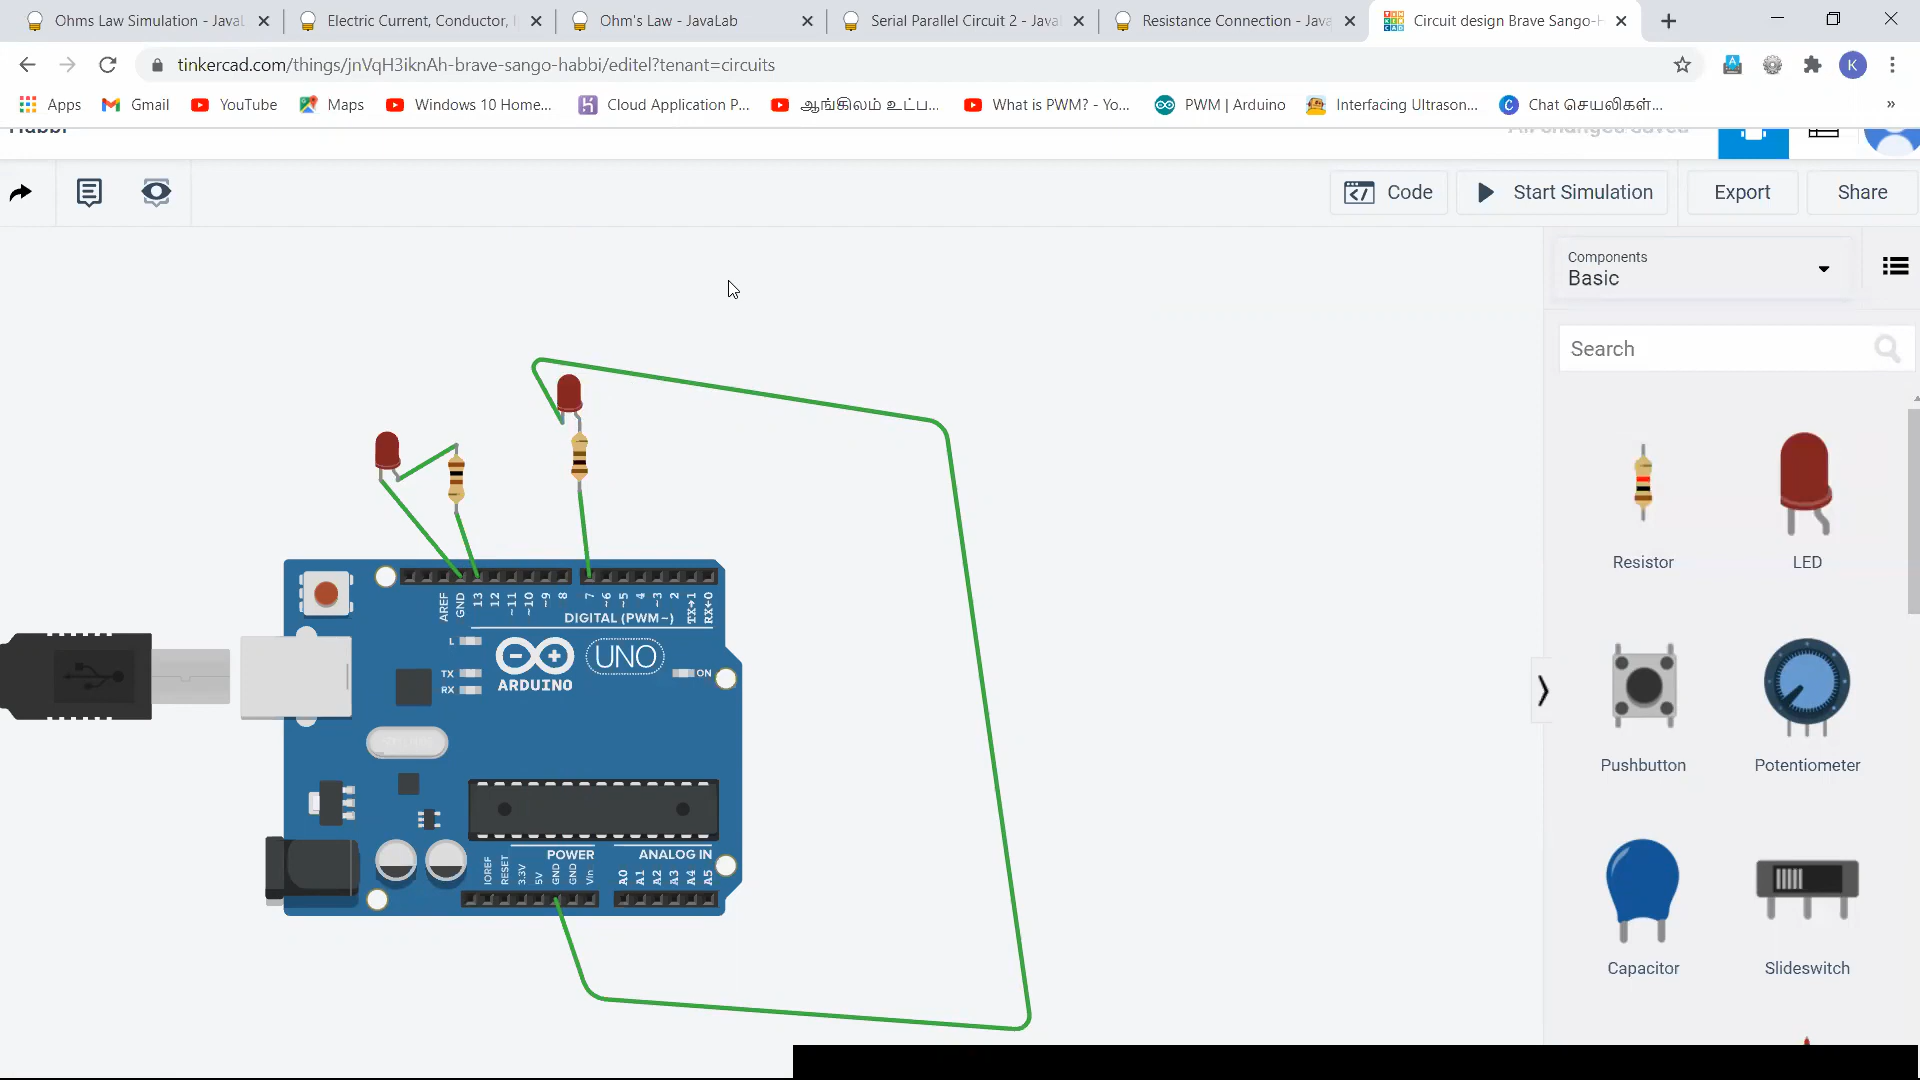 Ohms Law Simulation - JavaL
Electric Current, Conductor, I
Ohm's Law - JavaLab
Serial Parallel Circuit 2 - Java
Resistance Connection - Java
Circuit design Brave Sango-H
tinkercad.com/things/jnVqH3iknAh-brave-sango-habbi/editel?tenant=circuits
K
Apps
Gmail
YouTube
Maps
Windows 10 Home...
Cloud Application P...
ஆங்கிலம் உட்ப...
What is PWM? - Yo...
PWM | Arduino
Interfacing Ultrason...
Chat செயலிகள்...
»
Habbi
All changes saved
Code
Start Simulation
Export
Share
Components
Basic
Search
Resistor
LED
Pushbutton
Potentiometer
Capacitor
Slideswitch
AREF
GND
13
12
~11
~10
~9
8
7
~6
~5
4
~3
2
TX→1
RX←0
DIGITAL (PWM~)
L
TX
RX
UNO
ARDUINO
ON
POWER
ANALOG IN
IOREF
RESET
3.3V
5V
GND
GND
Vin
A0
A1
A2
A3
A4
A5